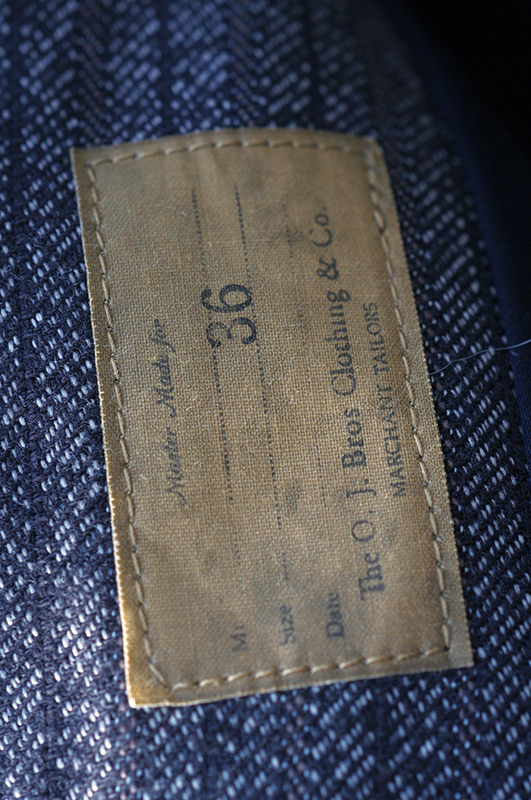 Master Made for
36
Mr
Size
Date
The O. J. Bros Clothing & Co.
MARCHANT TAILORS